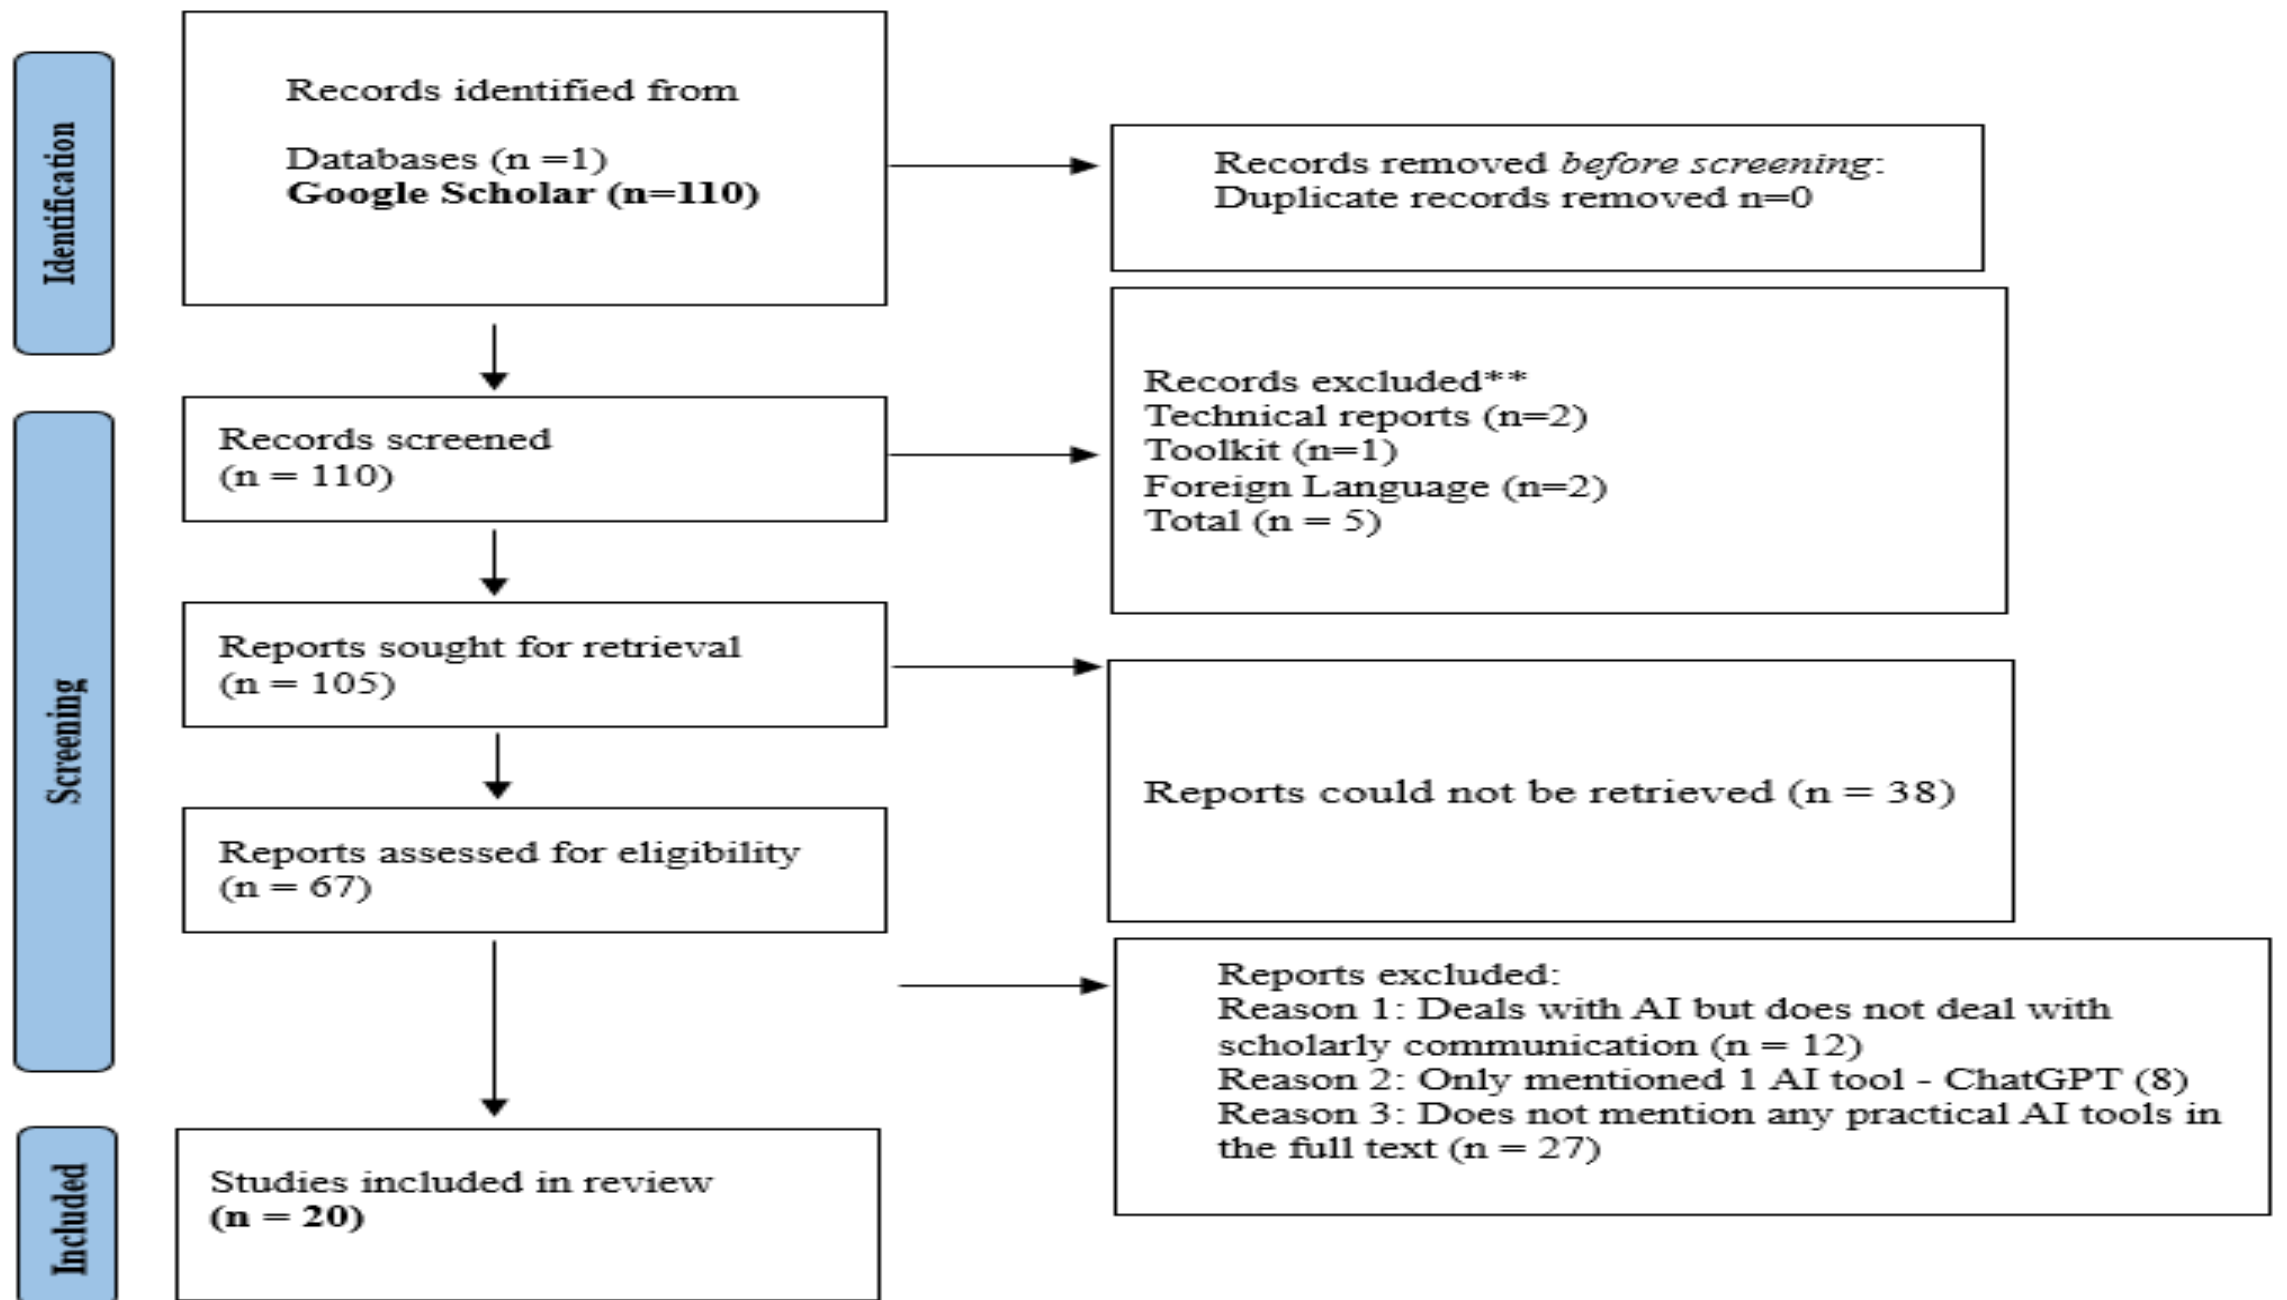 Identification
Records identified from
Databases (n =1)
Google Scholar (n=110)
Records removed before screening:
Duplicate records removed n=0
Screening
Records screened
(n = 110)
Records excluded**
Technical reports (n=2)
Toolkit (n=1)
Foreign Language (n=2)
Total (n = 5)
Reports sought for retrieval
(n = 105)
Reports could not be retrieved (n = 38)
Reports assessed for eligibility
(n = 67)
Reports excluded:
Reason 1: Deals with AI but does not deal with
scholarly communication (n = 12)
Reason 2: Only mentioned 1 AI tool - ChatGPT (8)
Reason 3: Does not mention any practical AI tools in
the full text (n = 27)
Included
Studies included in review
(n = 20)